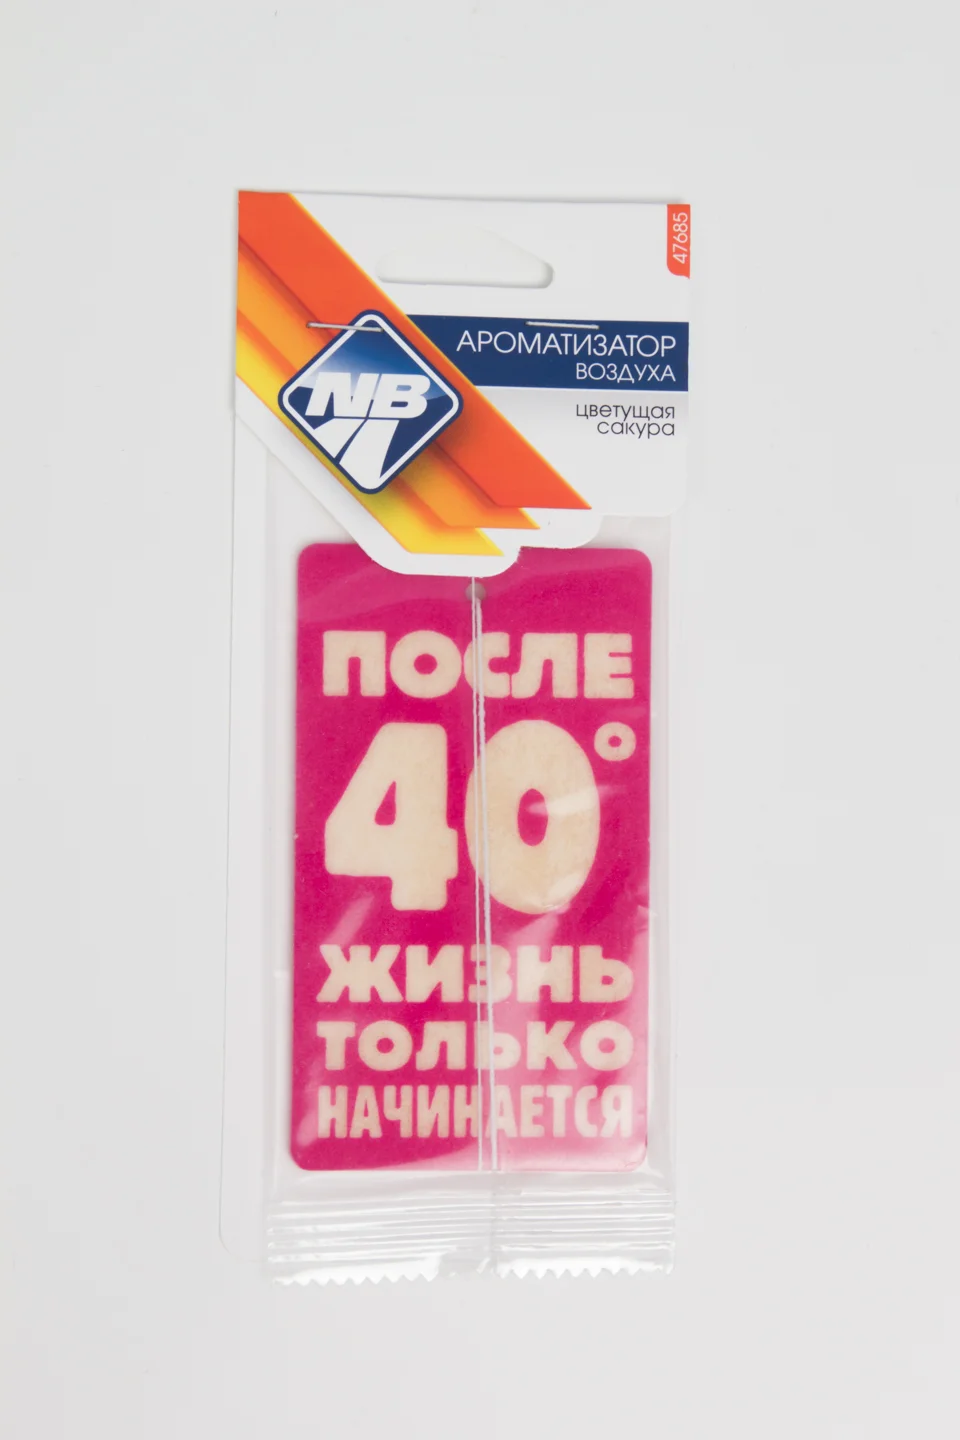 47685
NB
АРОМАТИЗАТОР
ВОЗДУХА
цветущая
сакура
ПОСЛЕ
40°
ЖИЗНЬ
ТОЛЬКО
НАЧИНАЕТСЯ